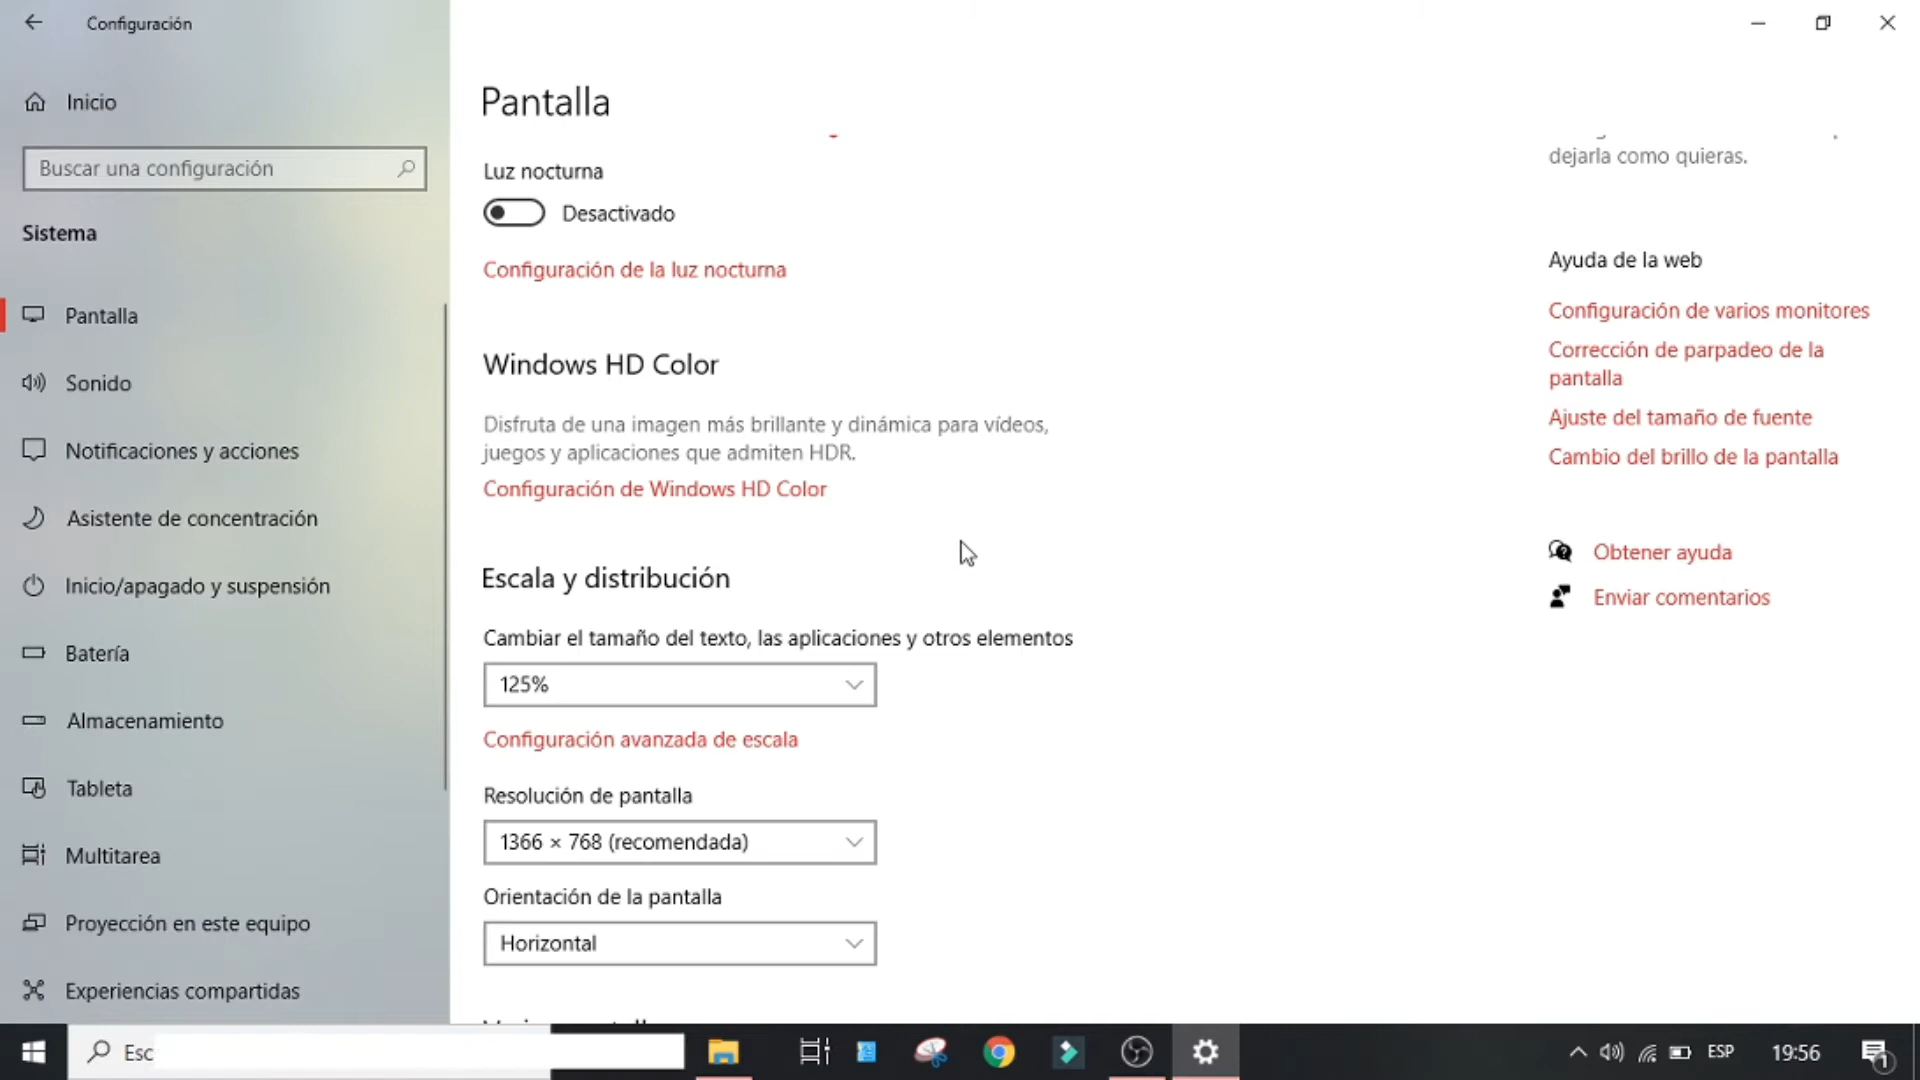 Configuración
Inicio
Buscar una configuración
Sistema
Pantalla
Sonido
Notificaciones y acciones
Asistente de concentración
Inicio/apagado y suspensión
Batería
Almacenamiento
Tableta
Multitarea
Proyección en este equipo
Experiencias compartidas
Pantalla
Luz nocturna
Desactivado
Configuración de la luz nocturna
Windows HD Color
Disfruta de una imagen más brillante y dinámica para vídeos,
juegos y aplicaciones que admiten HDR.
Configuración de Windows HD Color
Escala y distribución
Cambiar el tamaño del texto, las aplicaciones y otros elementos
125%
Configuración avanzada de escala
Resolución de pantalla
1366 × 768 (recomendada)
Orientación de la pantalla
Horizontal
dejarla como quieras.
Ayuda de la web
Configuración de varios monitores
Corrección de parpadeo de la
pantalla
Ajuste del tamaño de fuente
Cambio del brillo de la pantalla
Obtener ayuda
Enviar comentarios
Esc
ESP
19:56
1